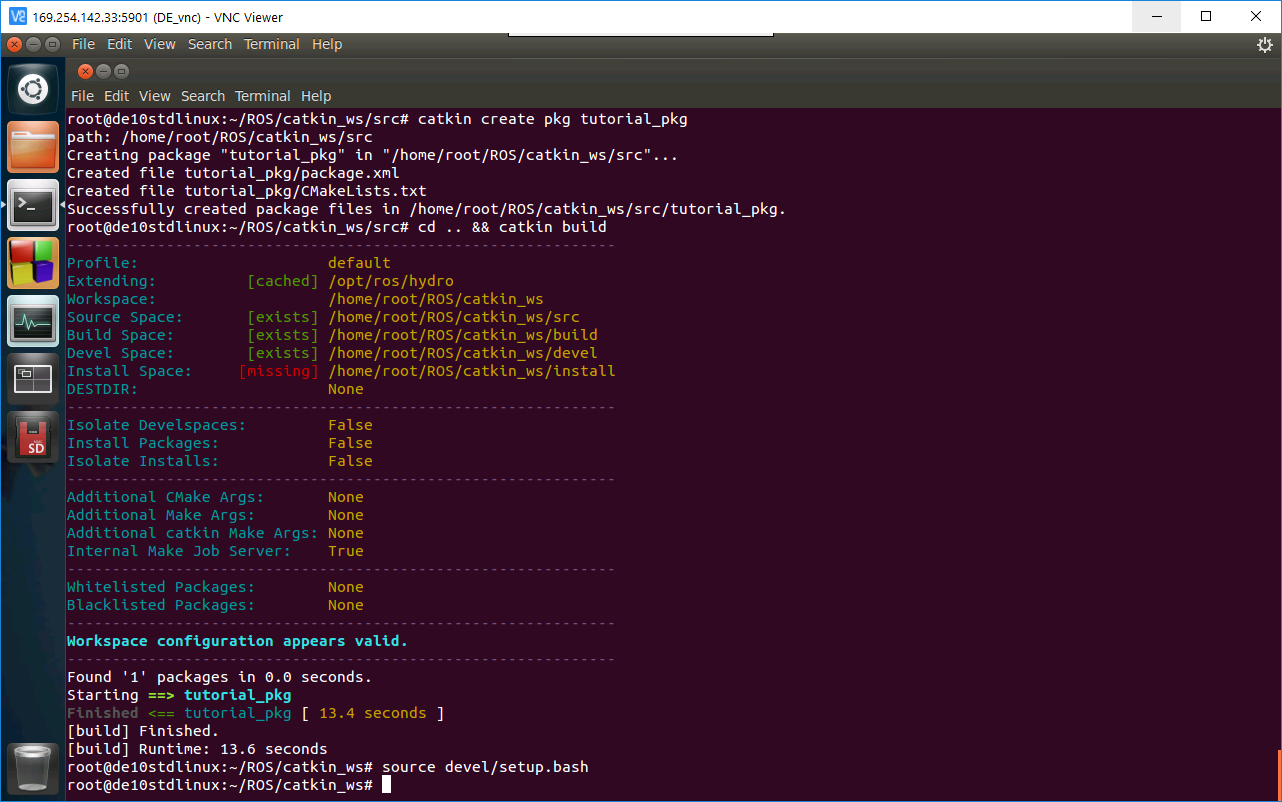 169.254.142.33:5901 (DE_vnc) - VNC Viewer
File Edit View Search Terminal Help
File Edit View Search Terminal Help
root@de10stdlinux:~/ROS/catkin_ws/src# catkin create pkg tutorial_pkg
path: /home/root/ROS/catkin_ws/src
Creating package "tutorial_pkg" in "/home/root/ROS/catkin_ws/src"...
Created file tutorial_pkg/package.xml
Created file tutorial_pkg/CMakeLists.txt
Successfully created package files in /home/root/ROS/catkin_ws/src/tutorial_pkg.
root@de10stdlinux:~/ROS/catkin_ws/src# cd .. && catkin build
-------------------------------------------------------------
Profile:                     default
Extending:          [cached] /opt/ros/hydro
Workspace:                   /home/root/ROS/catkin_ws
Source Space:       [exists] /home/root/ROS/catkin_ws/src
Build Space:        [exists] /home/root/ROS/catkin_ws/build
Devel Space:        [exists] /home/root/ROS/catkin_ws/devel
Install Space:     [missing] /home/root/ROS/catkin_ws/install
DESTDIR:                     None
-------------------------------------------------------------
Isolate Develspaces:         False
Install Packages:            False
Isolate Installs:            False
-------------------------------------------------------------
Additional CMake Args:       None
Additional Make Args:        None
Additional catkin Make Args: None
Internal Make Job Server:    True
-------------------------------------------------------------
Whitelisted Packages:        None
Blacklisted Packages:        None
-------------------------------------------------------------
Workspace configuration appears valid.
-------------------------------------------------------------
Found '1' packages in 0.0 seconds.
Starting ==> tutorial_pkg
Finished <== tutorial_pkg [ 13.4 seconds ]
[build] Finished.
[build] Runtime: 13.6 seconds
root@de10stdlinux:~/ROS/catkin_ws# source devel/setup.bash
root@de10stdlinux:~/ROS/catkin_ws#
SD